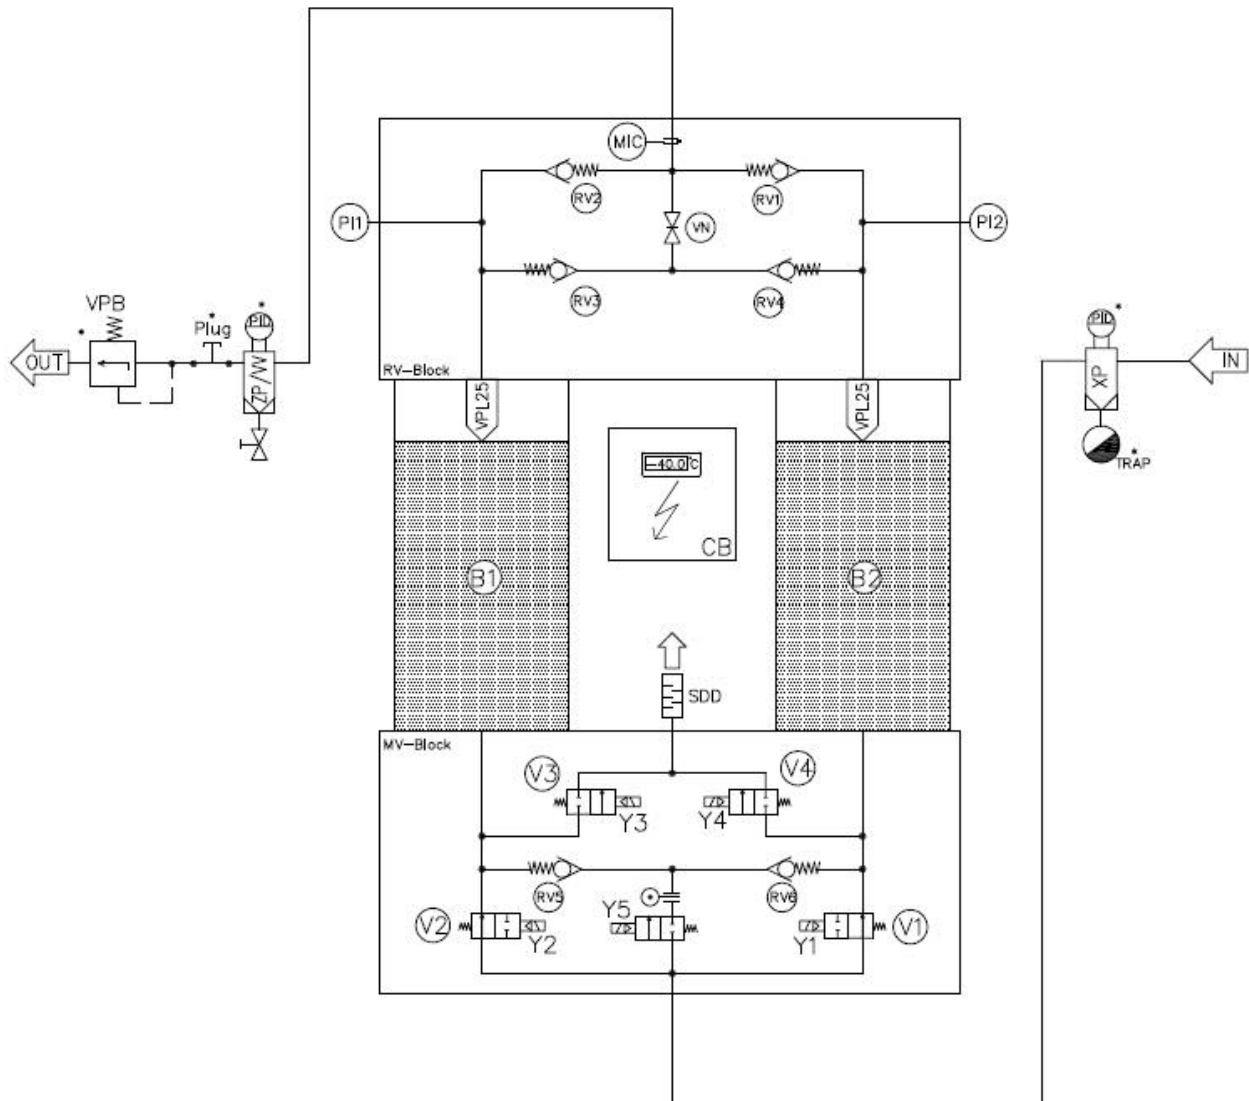 MIC
RV2
RV1
PI1
VN
PI2
RV3
RV4
VPB
*
*
Plug
*
PID
OUT
ZP/W
RV-Block
VPL25
VPL25
PID
*
XP
IN
TRAP
*
-40.0°C
CB
B1
B2
SDD
MV-Block
V3
V4
Y3
Y4
RV5
RV6
Y5
V2
Y2
Y1
V1